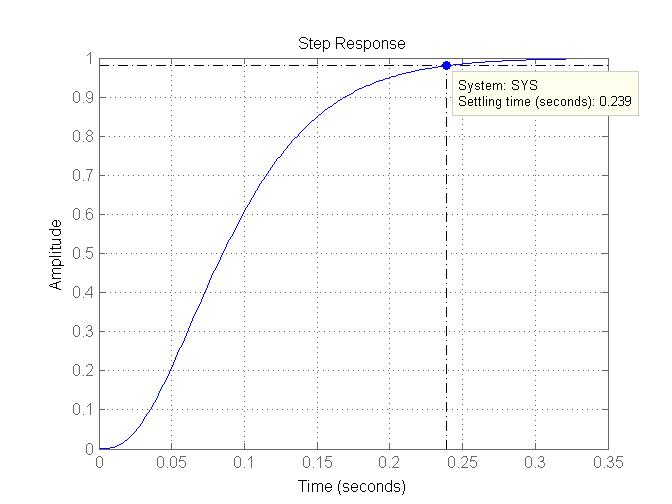 Step Response
System: SYS
Settling time (seconds): 0.239
Amplitude
1
0.9
0.8
0.7
0.6
0.5
0.4
0.3
0.2
0.1
0
0 0.05 0.1 0.15 0.2 0.25 0.3 0.35
Time (seconds)